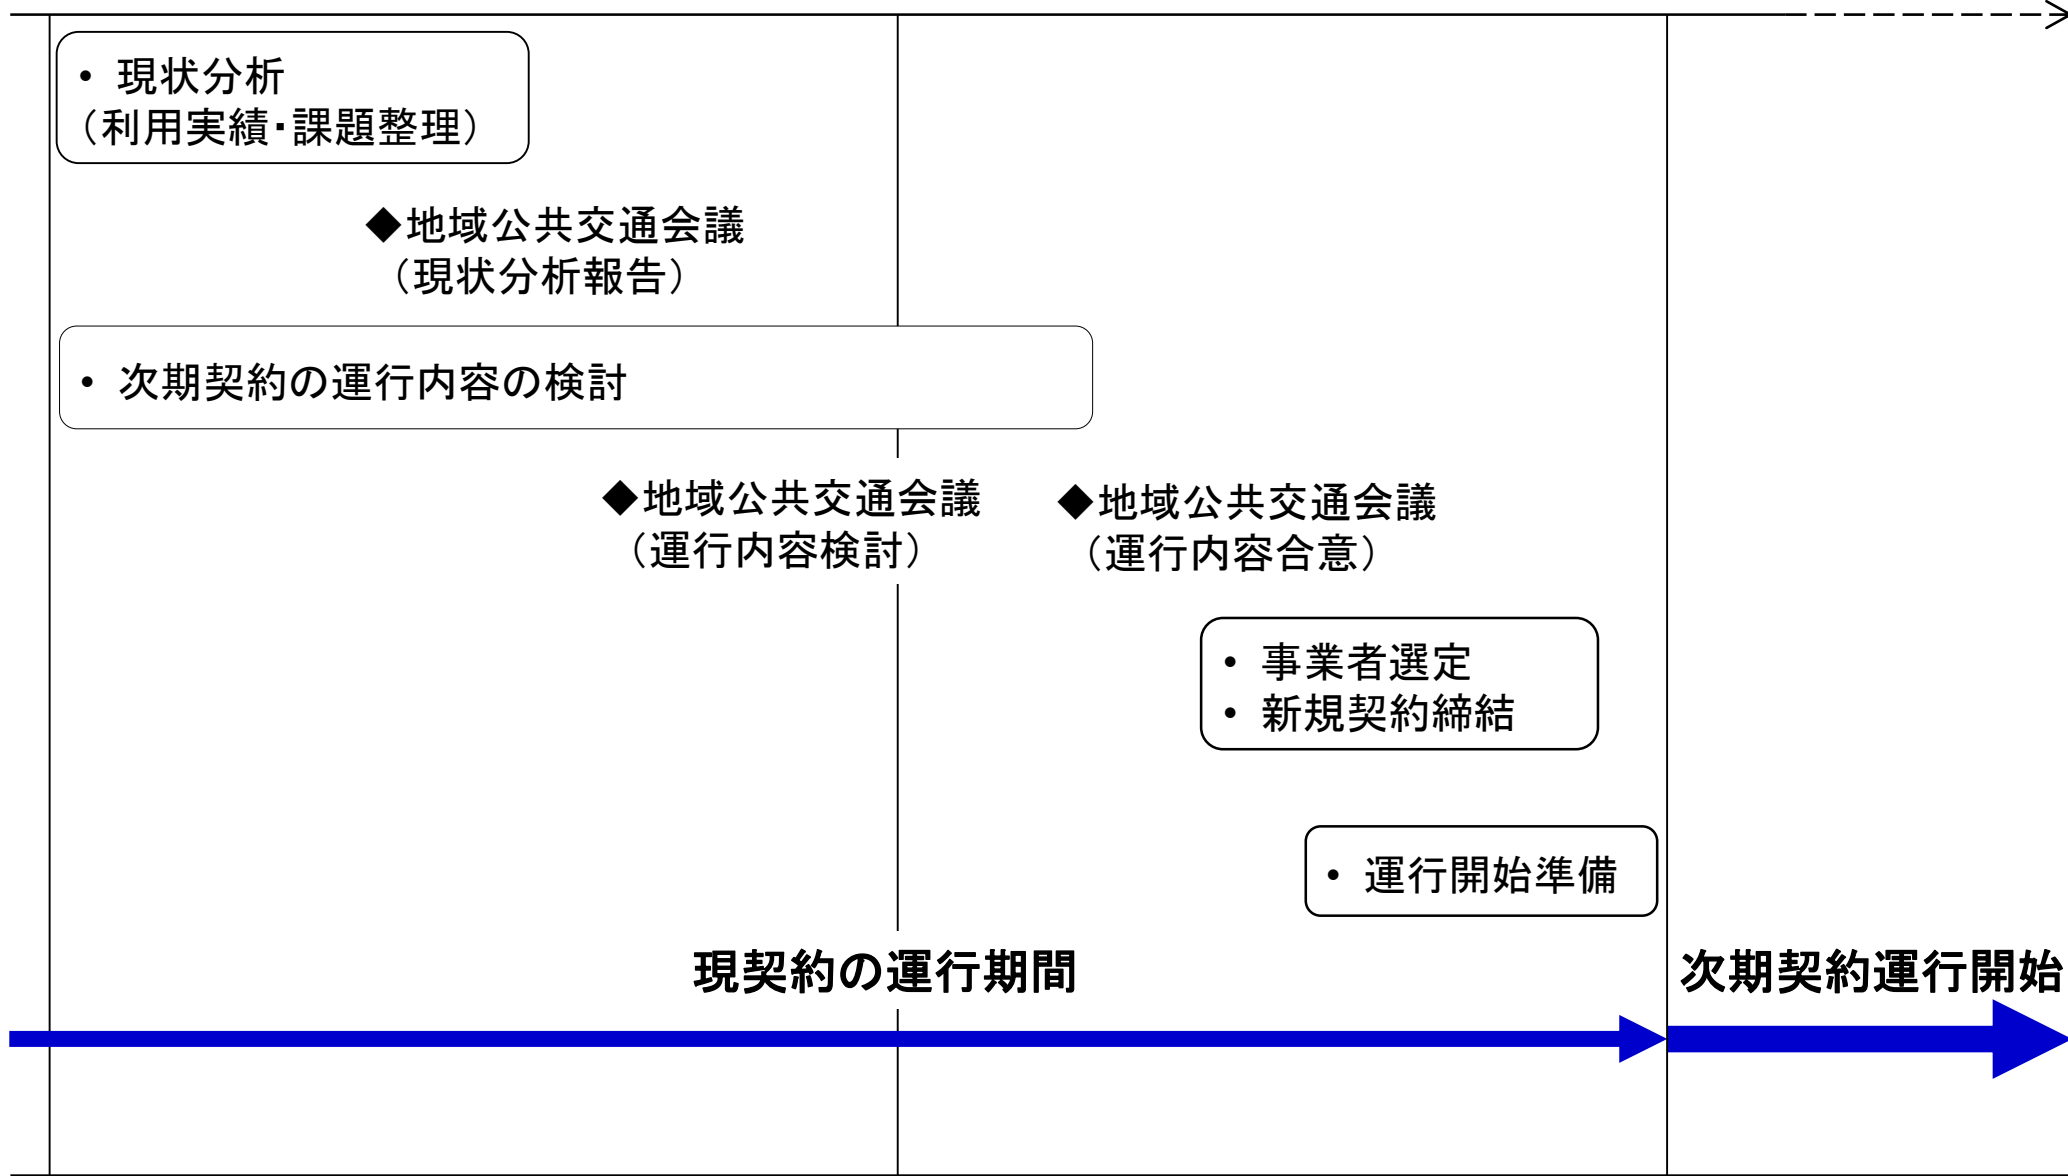 • 現状分析
（利用実績・課題整理）
◆地域公共交通会議
（現状分析報告）
• 次期契約の運行内容の検討
◆地域公共交通会議
（運行内容検討）
◆地域公共交通会議
（運行内容合意）
• 事業者選定
• 新規契約締結
• 運行開始準備
現契約の運行期間
次期契約運行開始